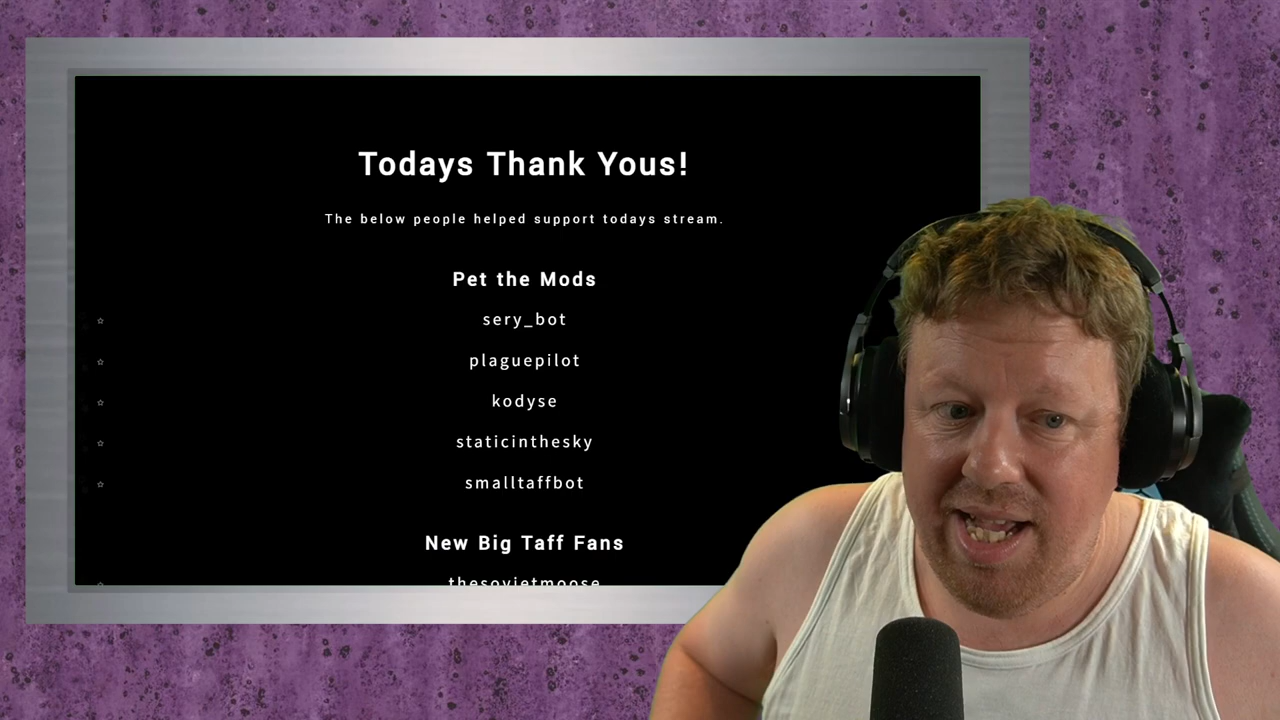 Todays Thank Yous!
The below people helped support todays stream.
Pet the Mods
sery_bot
plaguepilot
kodyse
staticinthesky
smalltaffbot
New Big Taff Fans
thesovietmoose